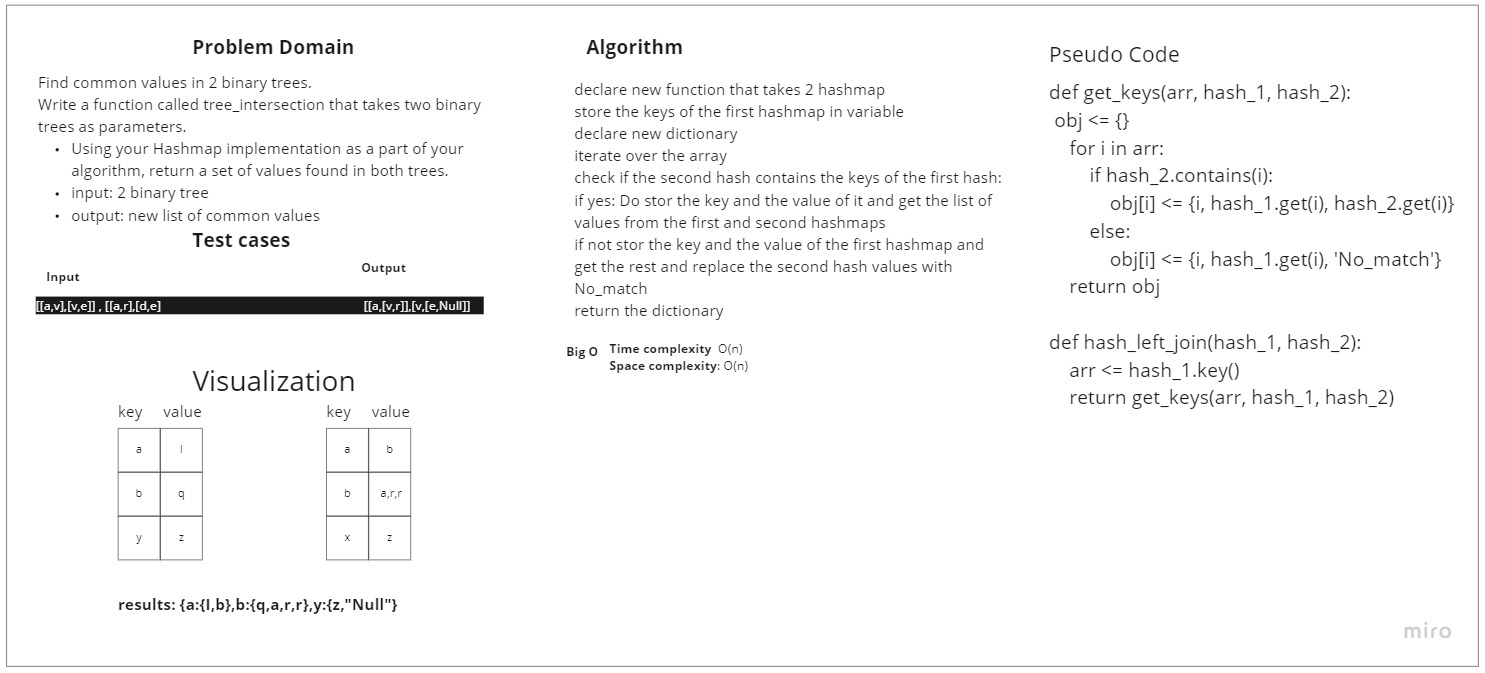 Problem Domain
Find common values in 2 binary trees.
Write a function called tree_intersection that takes two binary
trees as parameters.
• Using your Hashmap implementation as a part of your
algorithm, return a set of values found in both trees.
• input: 2 binary tree
• output: new list of common values
Test cases
Input
Output
[[a,v],[v,e]] , [[a,r],[d,e]
[[a,[v,r]],[v,[e,Null]]
Visualization
key value
a l
b q
y z
key value
a b
b a,r,r
x z
results: {a:{l,b},b:{q,a,r,r},y:{z,"Null"}
Algorithm
declare new function that takes 2 hashmap
store the keys of the first hashmap in variable
declare new dictionary
iterate over the array
check if the second hash contains the keys of the first hash:
if yes: Do stor the key and the value of it and get the list of
values from the first and second hashmaps
if not stor the key and the value of the first hashmap and
get the rest and replace the second hash values with
No_match
return the dictionary
Big O
Time complexity O(n)
Space complexity: O(n)
Pseudo Code
def get_keys(arr, hash_1, hash_2):
obj <= {}
for i in arr:
if hash_2.contains(i):
obj[i] <= {i, hash_1.get(i), hash_2.get(i)}
else:
obj[i] <= {i, hash_1.get(i), 'No_match'}
return obj
def hash_left_join(hash_1, hash_2):
arr <= hash_1.key()
return get_keys(arr, hash_1, hash_2)
miro